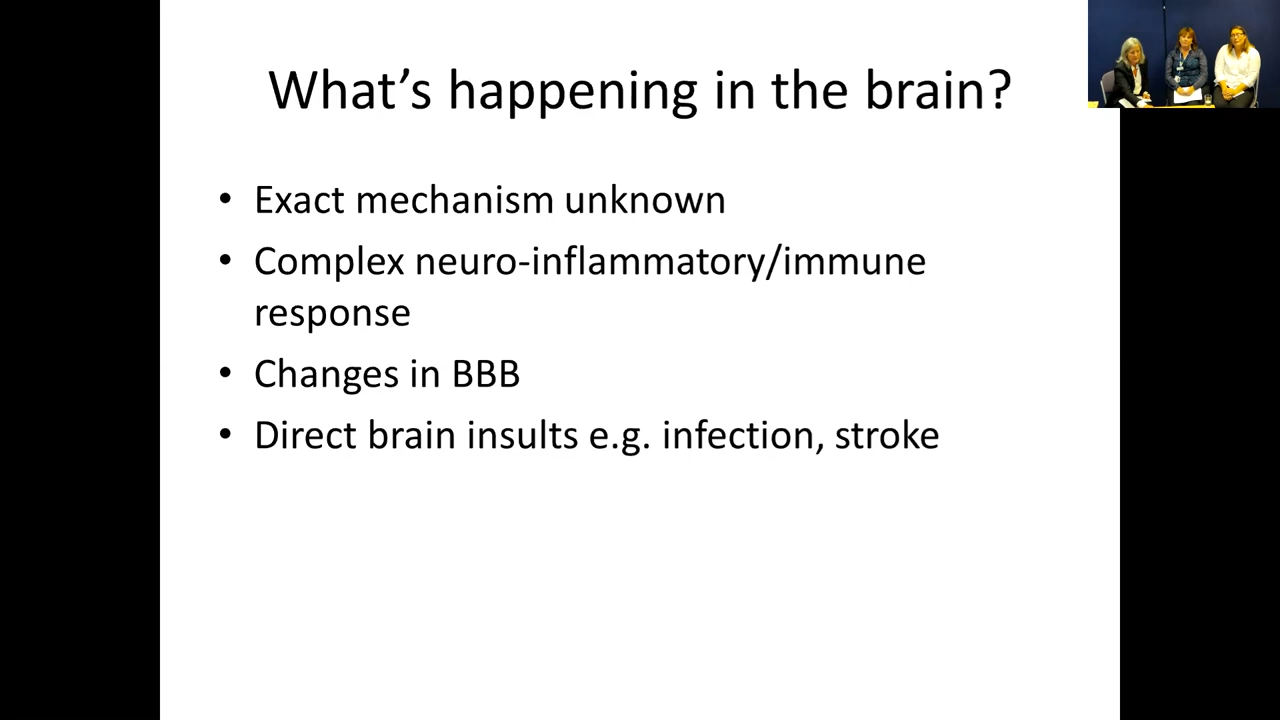 What’s happening in the brain?
• Exact mechanism unknown
• Complex neuro-inflammatory/immune
response
• Changes in BBB
• Direct brain insults e.g. infection, stroke